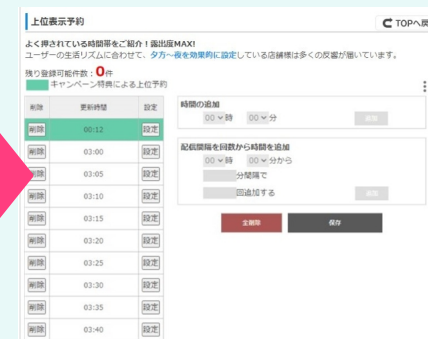 上位表示予約
TOPへ戻
よく押されている時間帯をご紹介！露出度MAX!
ユーザーの生活リズムに合わせて、夕方～夜を効果的に設定している店舗様は多くの反響が届いています。
残り登録可能件数：0件
キャンペーン特典による上位予約
削除 更新時間 設定
削除 00:12 設定
削除 03:00 設定
削除 03:05 設定
削除 03:10 設定
削除 03:15 設定
削除 03:20 設定
削除 03:25 設定
削除 03:30 設定
削除 03:35 設定
削除 03:40 設定
時間の追加
00 時 00 分 追加
配信間隔を回数から時間を追加
00 時 00 分から
分間隔で
回追加する 追加
全削除 保存